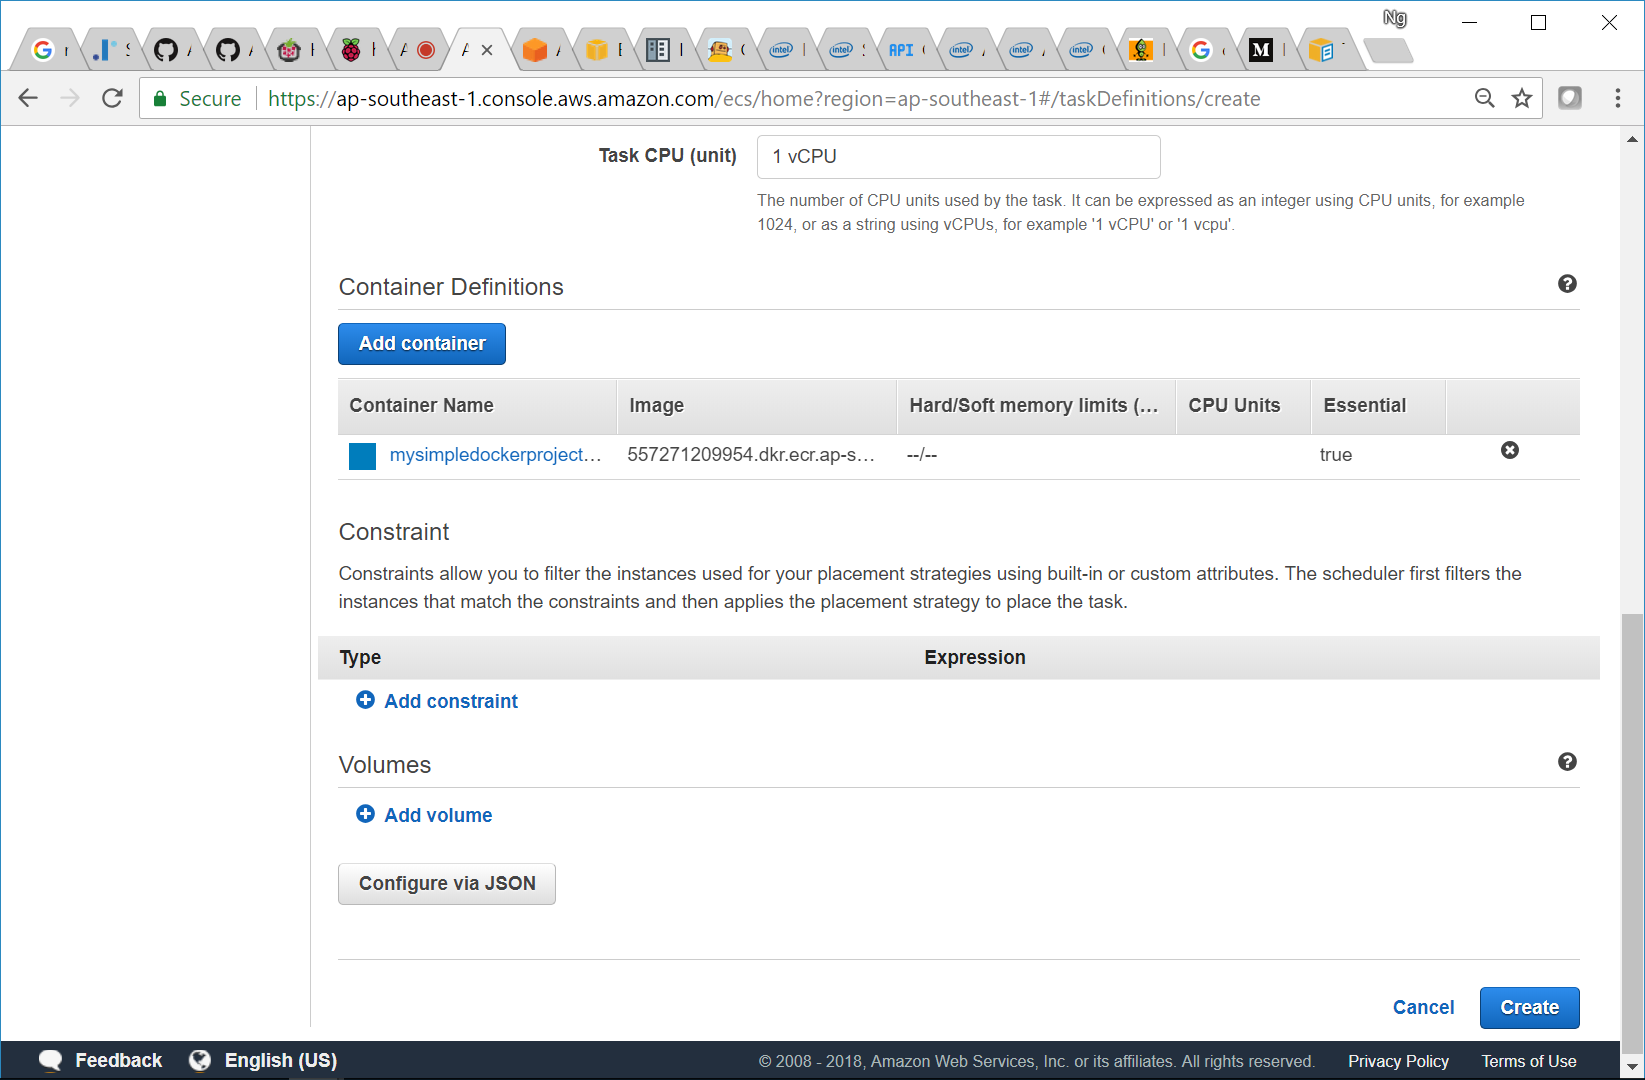 Ng
API
Secure https://ap-southeast-1.console.aws.amazon.com/ecs/home?region=ap-southeast-1#/taskDefinitions/create
Task CPU (unit) 1 vCPU
The number of CPU units used by the task. It can be expressed as an integer using CPU units, for example
1024, or as a string using vCPUs, for example '1 vCPU' or '1 vcpu'.
Container Definitions
Add container
Container Name Image Hard/Soft memory limits (... CPU Units Essential
mysimpledockerproject... 557271209954.dkr.ecr.ap-s... --/-- true
Constraint
Constraints allow you to filter the instances used for your placement strategies using built-in or custom attributes. The scheduler first filters the
instances that match the constraints and then applies the placement strategy to place the task.
Type Expression
Add constraint
Volumes
Add volume
Configure via JSON
Cancel Create
Feedback English (US) © 2008 - 2018, Amazon Web Services, Inc. or its affiliates. All rights reserved. Privacy Policy Terms of Use